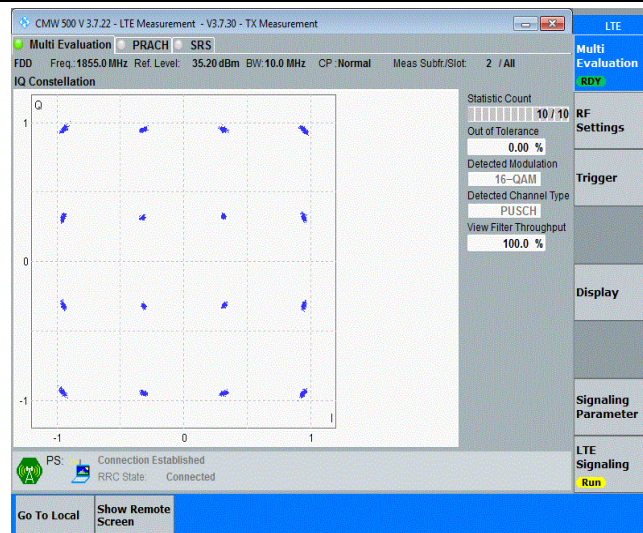 CMW 500 V 3.7.22 - LTE Measurement - V3.7.30 - TX Measurement
LTE
Multi Evaluation PRACH SRS
Multi
Evaluation
RDY
FDD Freq.:1855.0 MHz Ref. Level: 35.20 dBm BW:10.0 MHz CP :Normal Meas Subfr./Slot: 2 / All
IQ Constellation
Q
1
0
-1
I
-1 0 1
Statistic Count
10 / 10
Out of Tolerance
0.00 %
Detected Modulation
16-QAM
Detected Channel Type
PUSCH
View Filter Throughput
100.0 %
RF
Settings
Trigger
Display
Signaling
Parameter
LTE
Signaling
Run
PS: Connection Established
RRC State: Connected
Go To Local
Show Remote
Screen